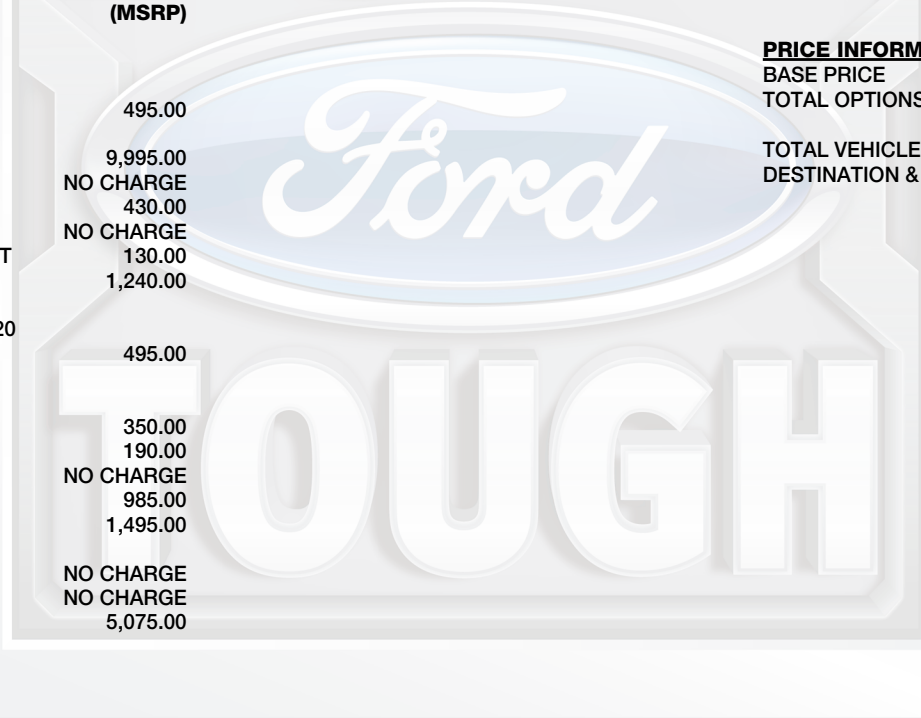 (MSRP)
495.00
9,995.00
NO CHARGE
430.00
NO CHARGE
T
130.00
1,240.00
20
495.00
350.00
190.00
NO CHARGE
985.00
1,495.00
NO CHARGE
NO CHARGE
5,075.00
PRICE INFORM
BASE PRICE
TOTAL OPTIONS
TOTAL VEHICLE
DESTINATION &
Ford
TOUGH